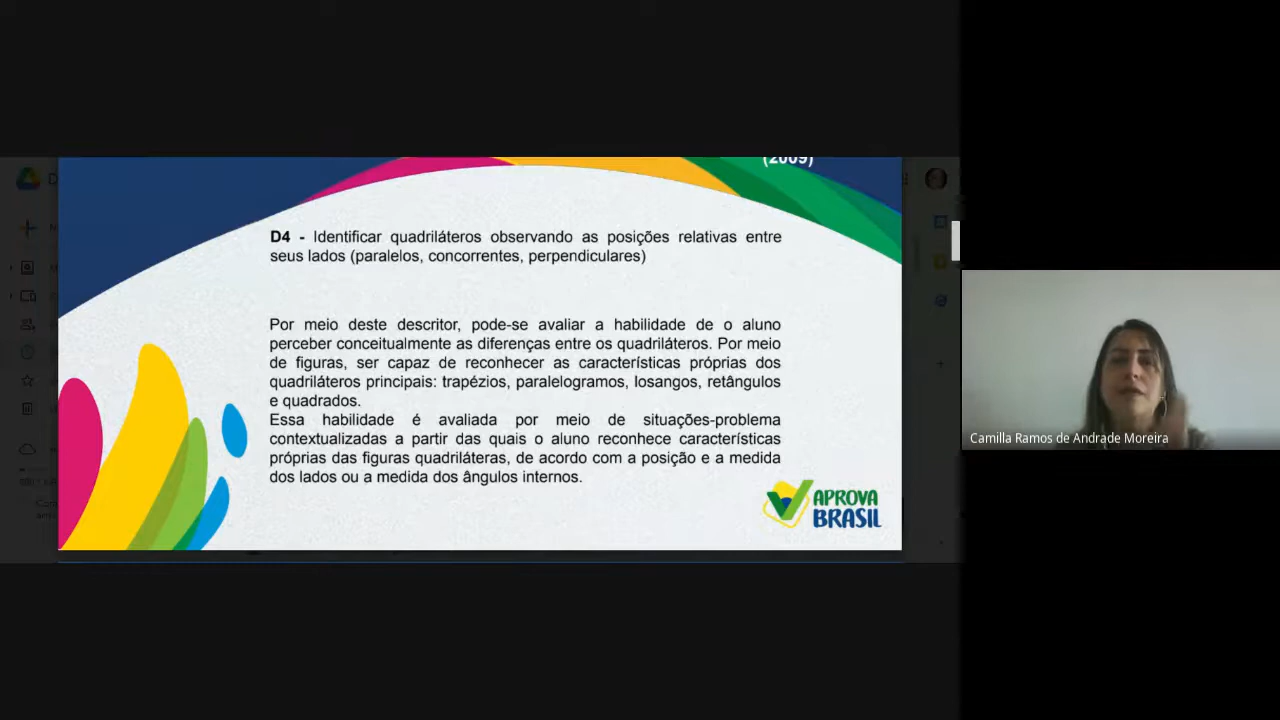 (2009)
D4 - Identificar quadriláteros observando as posições relativas entre
seus lados (paralelos, concorrentes, perpendiculares)
Por meio deste descritor, pode-se avaliar a habilidade de o aluno
perceber conceitualmente as diferenças entre os quadriláteros. Por meio
de figuras, ser capaz de reconhecer as características próprias dos
quadriláteros principais: trapézios, paralelogramos, losangos, retângulos
e quadrados.
Essa habilidade é avaliada por meio de situações-problema
contextualizadas a partir das quais o aluno reconhece características
próprias das figuras quadriláteras, de acordo com a posição e a medida
dos lados ou a medida dos ângulos internos.
APROVA
BRASIL
Camilla Ramos de Andrade Moreira